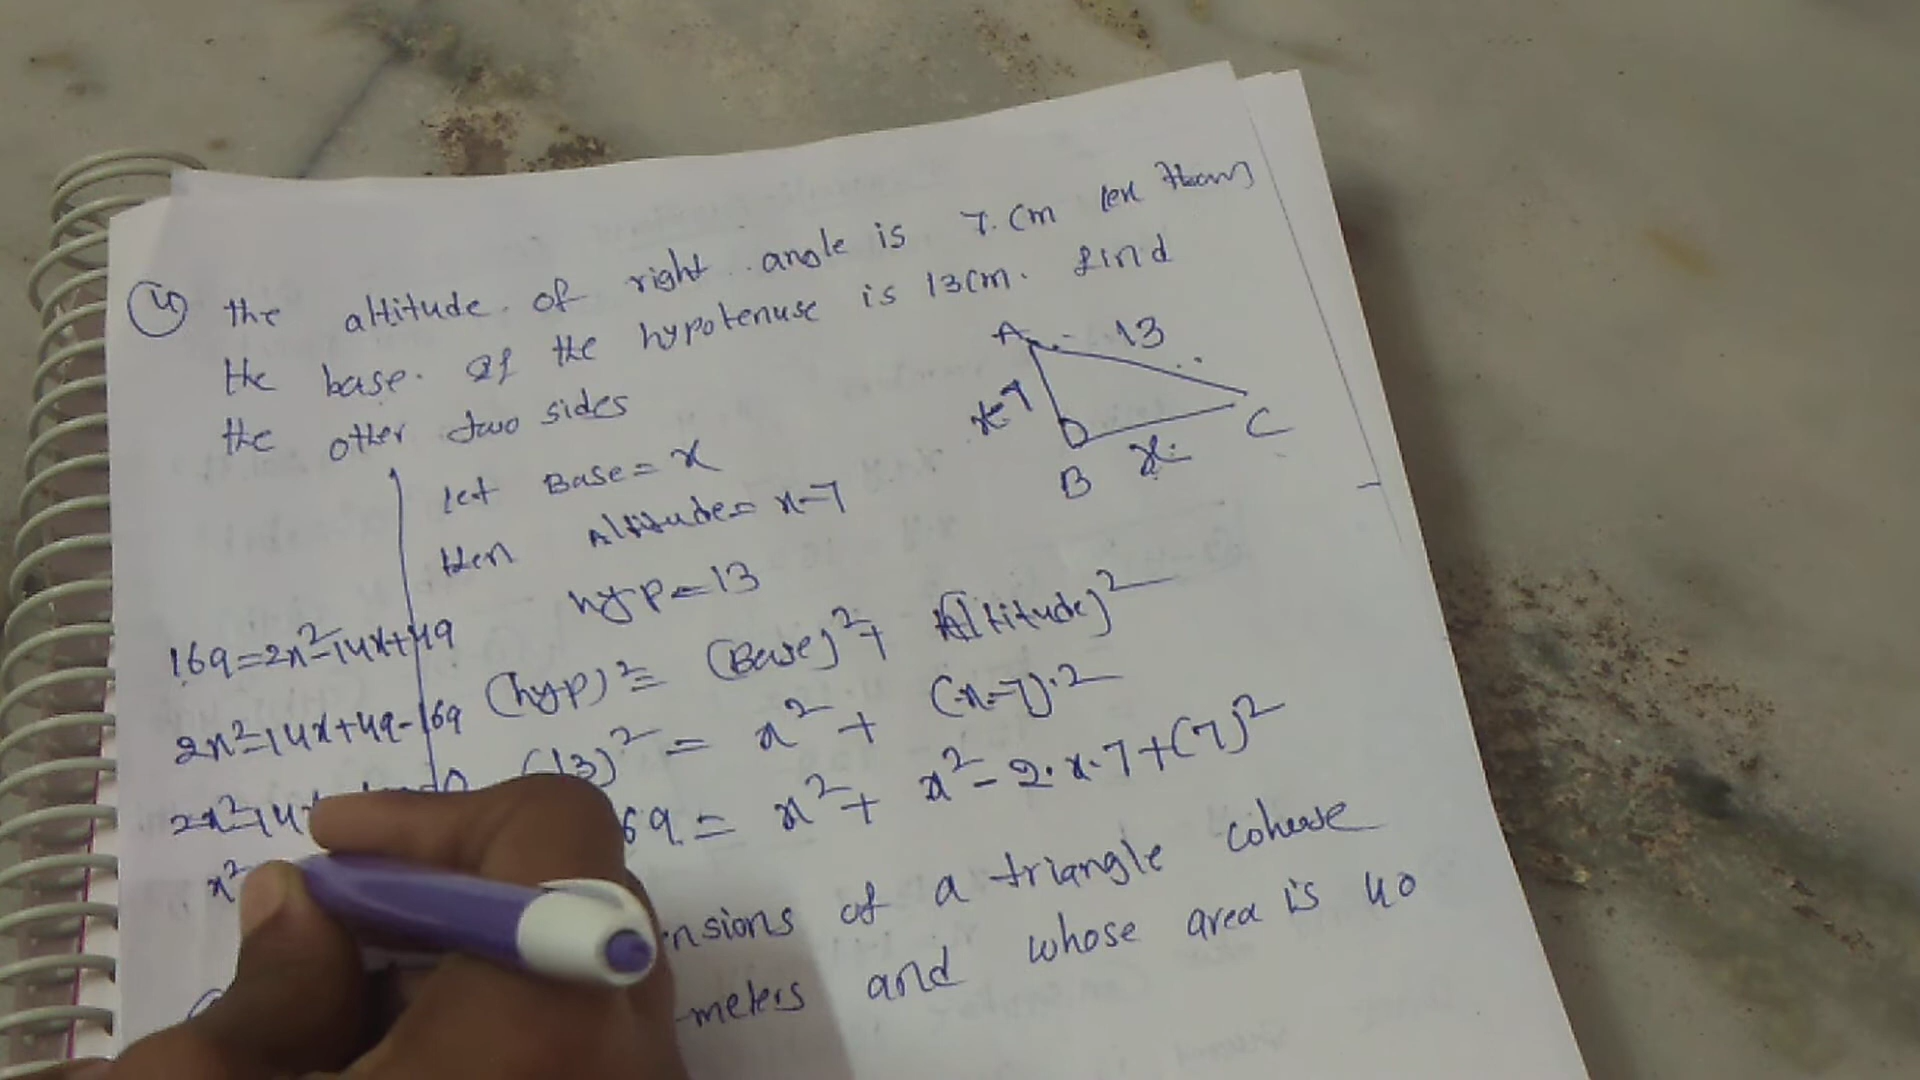 4 the altitude of right angle is 7.cm less than
the base. If the hypotenuse is 13cm. find
the other two sides
A 13
x-7
B x C
let Base = x
then Altitude = x-7
hyp = 13
(hyp)² = (Base)² + (Altitude)²
(13)² = x² + (x-7)²
69 = x² + x² - 2.x.7 + (7)²
169 = 2x²-14x+49
2x²-14x+49-169
2x²-14x
x²
nsions of a triangle whose
meters and whose area is 40